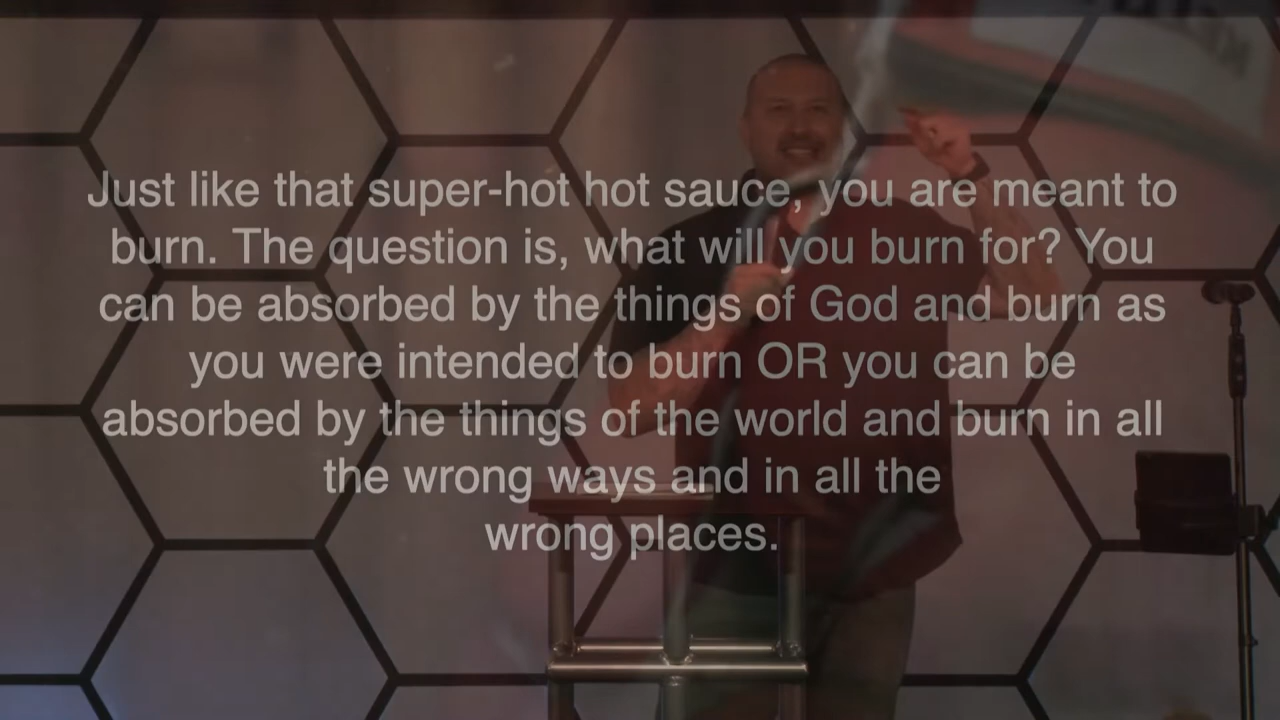 Just like that super-hot hot sauce, you are meant to
burn. The question is, what will you burn for? You
can be absorbed by the things of God and burn as
you were intended to burn OR you can be
absorbed by the things of the world and burn in all
the wrong ways and in all the
wrong places.